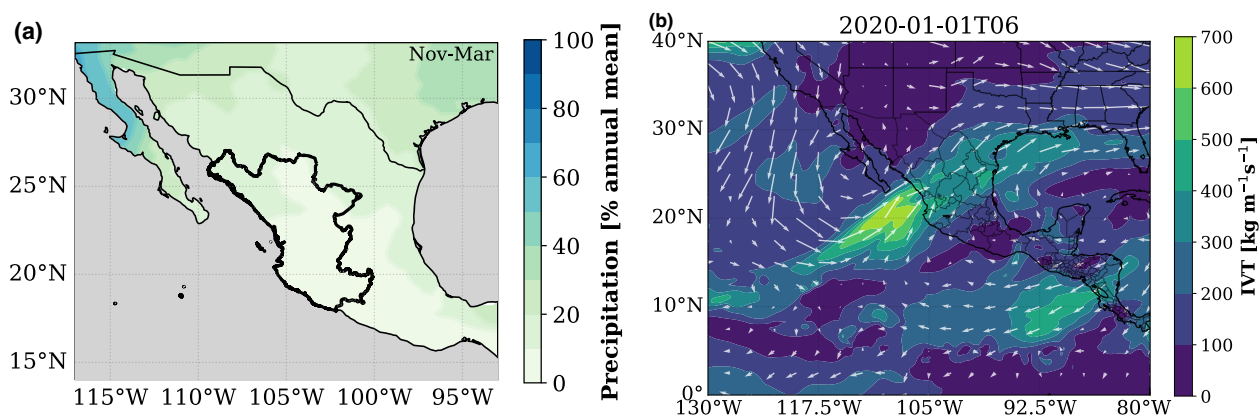 (a)
Nov-Mar
30°N
25°N
20°N
15°N
115°W 110°W 105°W 100°W 95°W
100
80
60
40
20
0
Precipitation [% annual mean]
(b)
2020-01-01T06
40°N
30°N
20°N
10°N
0°
130°W 117.5°W 105°W 92.5°W 80°W
700
600
500
400
300
200
100
0
IVT [kg m⁻¹s⁻¹]